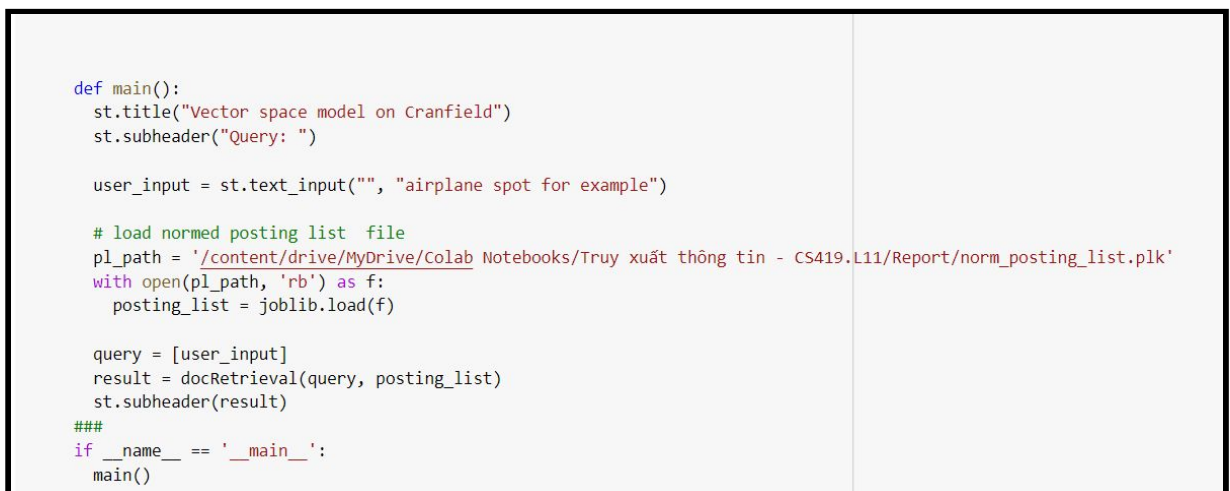 def main():
  st.title("Vector space model on Cranfield")
  st.subheader("Query: ")
  user_input = st.text_input("", "airplane spot for example")
  # load normed posting list  file
  pl_path = '/content/drive/MyDrive/Colab Notebooks/Truy xuất thông tin - CS419.L11/Report/norm_posting_list.plk'
  with open(pl_path, 'rb') as f:
    posting_list = joblib.load(f)
  query = [user_input]
  result = docRetrieval(query, posting_list)
  st.subheader(result)
###
if __name__ == '__main__':
  main()